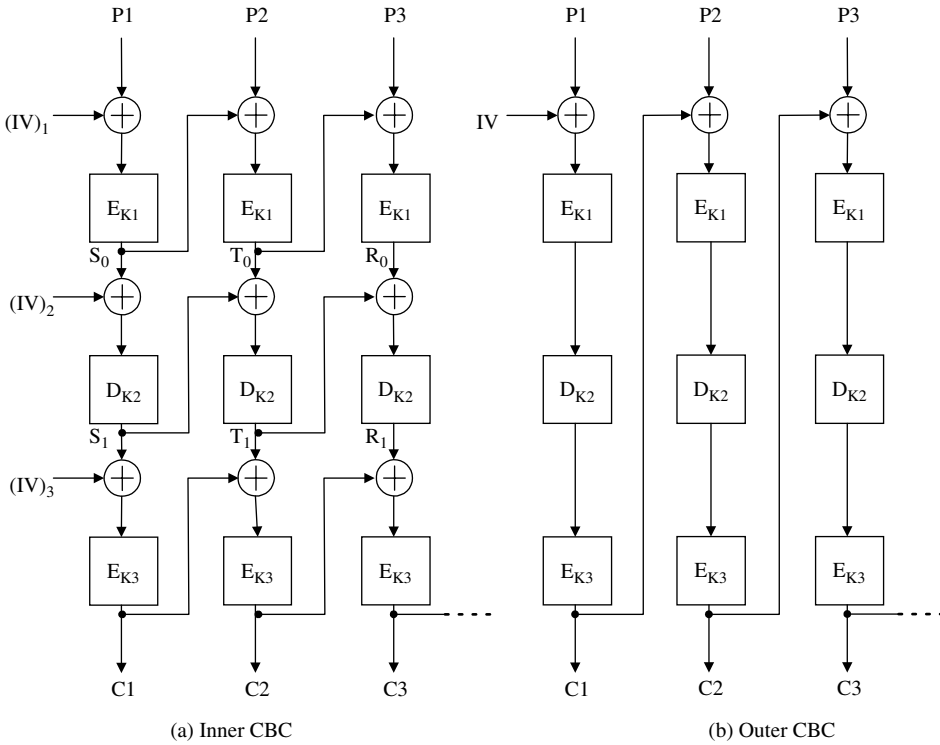 P1 P2 P3 P1 P2 P3
(IV)1 IV
EK1 EK1 EK1 EK1 EK1 EK1
S0 T0 R0
(IV)2
DK2 DK2 DK2 DK2 DK2 DK2
S1 T1 R1
(IV)3
EK3 EK3 EK3 EK3 EK3 EK3
C1 C2 C3 C1 C2 C3
(a) Inner CBC (b) Outer CBC